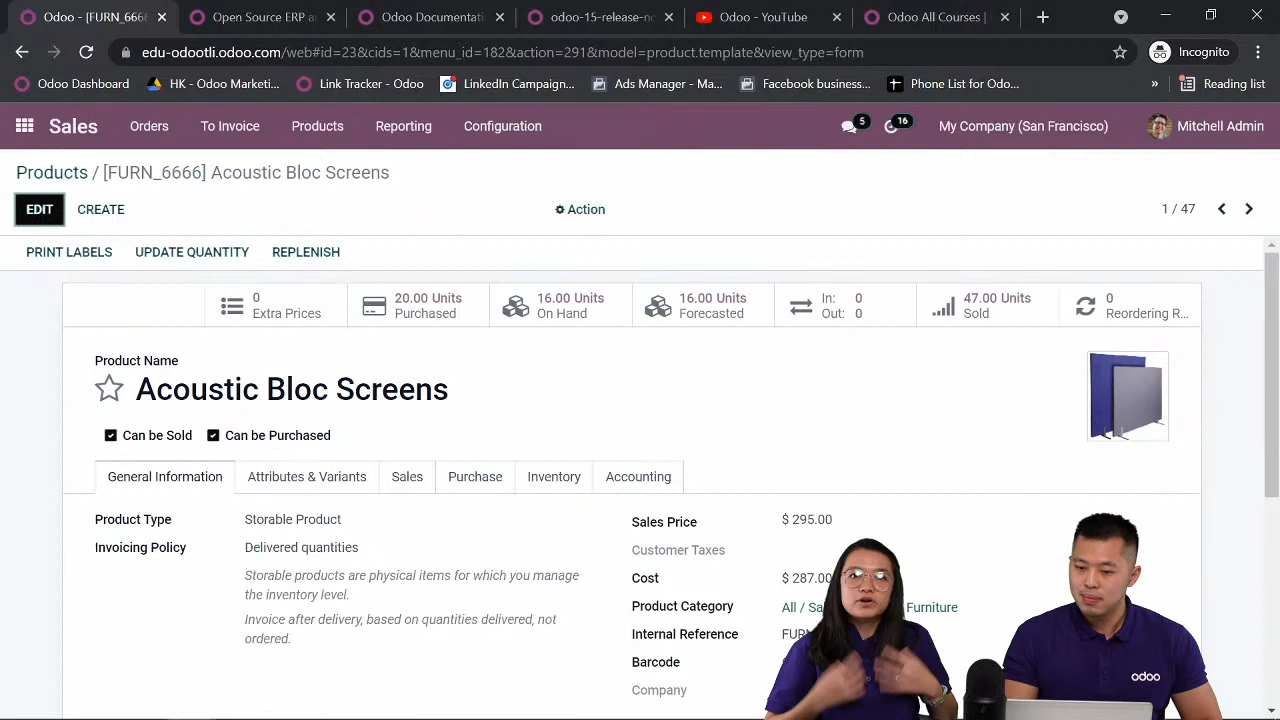 [FURN_666
Open Source ERP a
Odoo Documentati
odoo-15-release-n
Odoo - YouTube
Odoo All Courses |
edu-odootli.odoo.com/web#id=23&cids=1&menu_id=182&action=291&model=product.template&view_type=form
Incognito
Odoo Dashboard
HK - Odoo Marketi...
Link Tracker - Odoo
LinkedIn Campaign...
Ads Manager - Ma...
Facebook business...
Phone List for Odo...
»
Reading list
Sales
Orders
To Invoice
Products
Reporting
Configuration
5
16
My Company (San Francisco)
Mitchell Admin
Products / [FURN_6666] Acoustic Bloc Screens
EDIT
CREATE
Action
1 / 47
PRINT LABELS
UPDATE QUANTITY
REPLENISH
0
Extra Prices
20.00 Units
Purchased
16.00 Units
On Hand
16.00 Units
Forecasted
In: 0
Out: 0
47.00 Units
Sold
0
Reordering R...
Product Name
Acoustic Bloc Screens
Can be Sold
Can be Purchased
General Information
Attributes & Variants
Sales
Purchase
Inventory
Accounting
Product Type
Storable Product
Invoicing Policy
Delivered quantities
Storable products are physical items for which you manage
the inventory level.
Invoice after delivery, based on quantities delivered, not
ordered.
Sales Price
$ 295.00
Customer Taxes
Cost
$ 287.00
Product Category
All / Sa
Furniture
Internal Reference
FURN
Barcode
Company
odoo